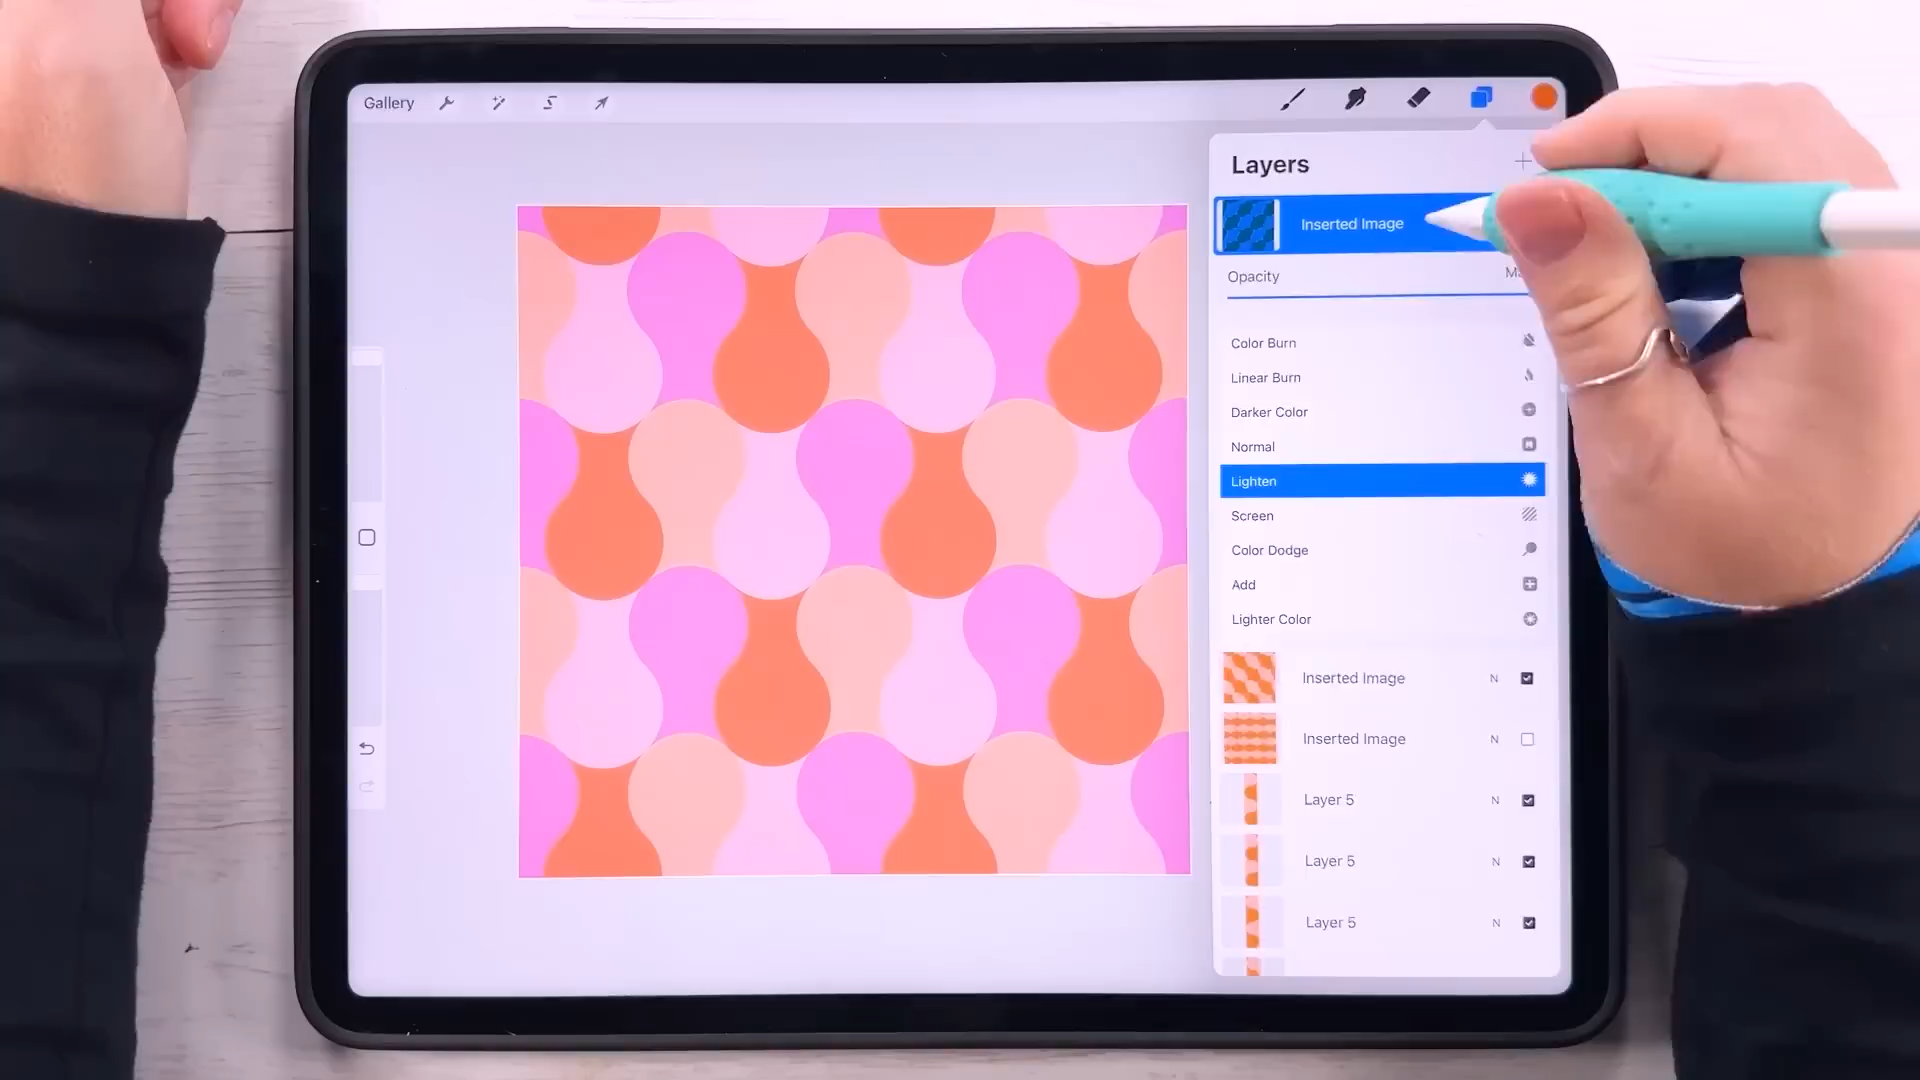 Gallery
Layers
Inserted Image
Opacity
Color Burn
Linear Burn
Darker Color
Normal
Lighten
Screen
Color Dodge
Add
Lighter Color
Inserted Image N
Inserted Image N
Layer 5 N
Layer 5 N
Layer 5 N